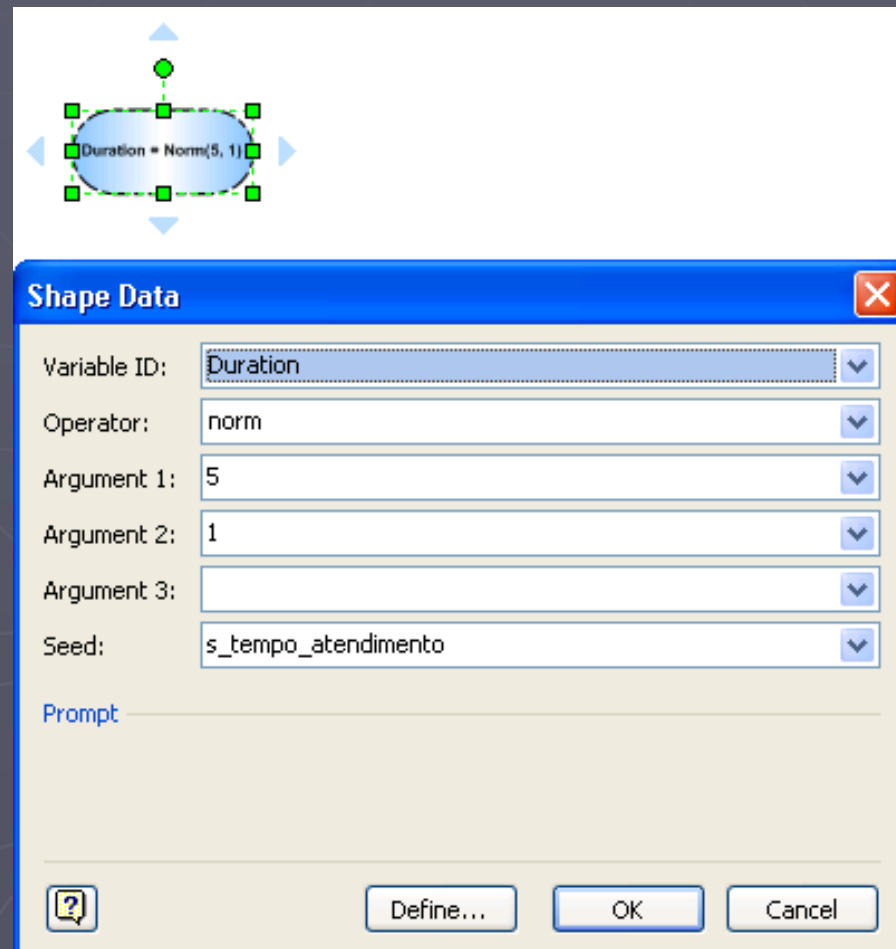 Duration = Norm(5, 1)
Shape Data
Variable ID: Duration
Operator: norm
Argument 1: 5
Argument 2: 1
Argument 3:
Seed: s_tempo_atendimento
Prompt
Define... OK Cancel